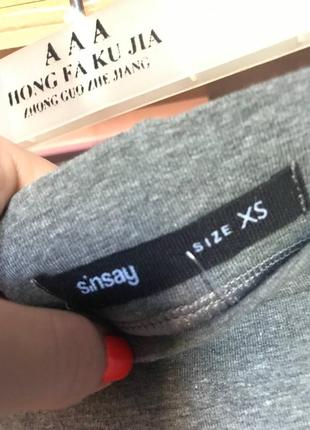 A A A
HONG FA KU JIA
ZHONG GUO ZHE JIANG
sinsay
SIZE XS